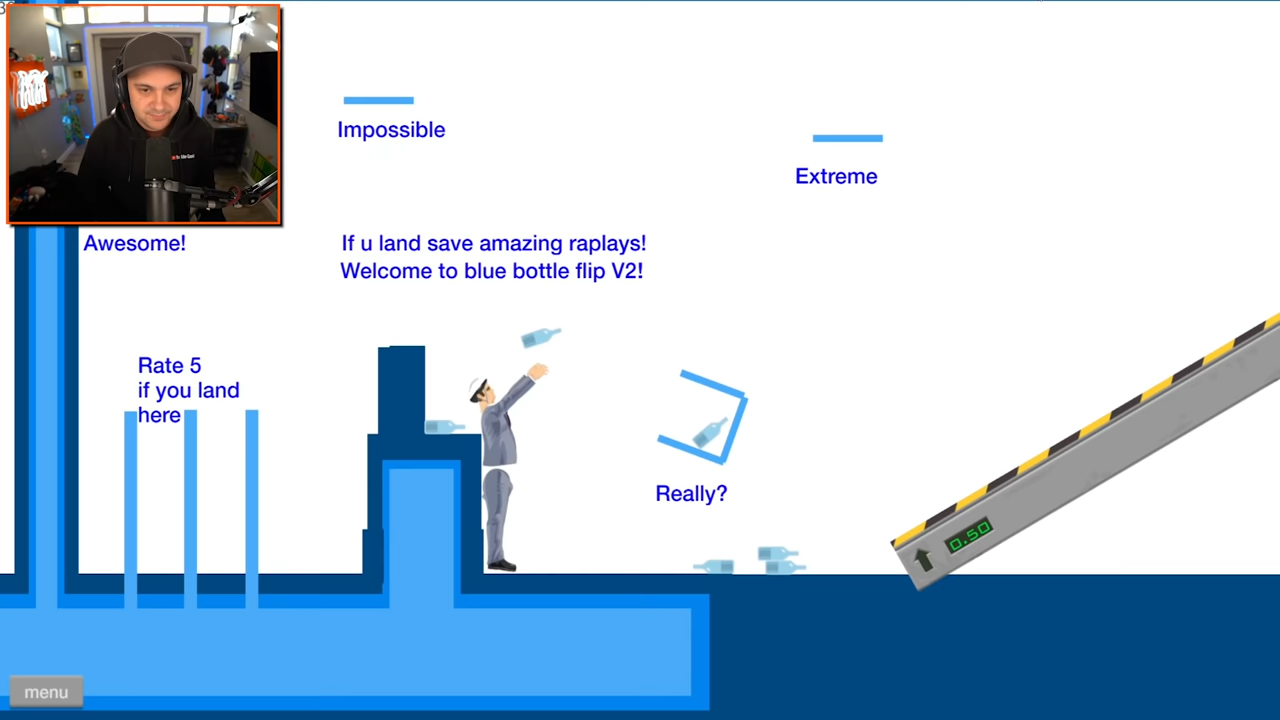 Impossible
Extreme
Awesome!
If u land save amazing raplays!
Welcome to blue bottle flip V2!
Rate 5
if you land
here
Really?
0.50
menu